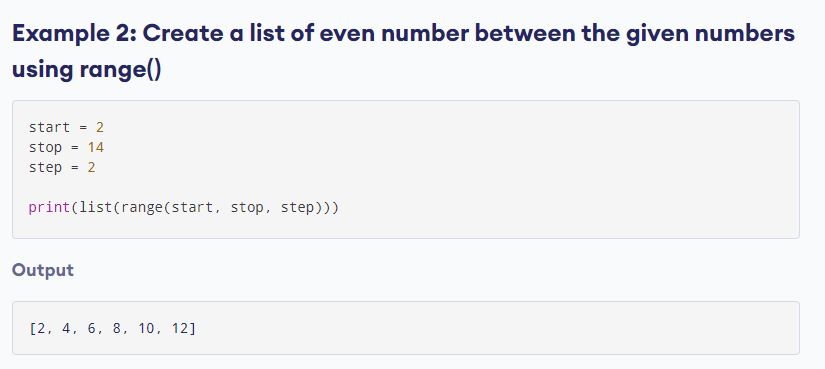 Example 2: Create a list of even number between the given numbers
using range()
start = 2
stop = 14
step = 2
print(list(range(start, stop, step)))
Output
[2, 4, 6, 8, 10, 12]